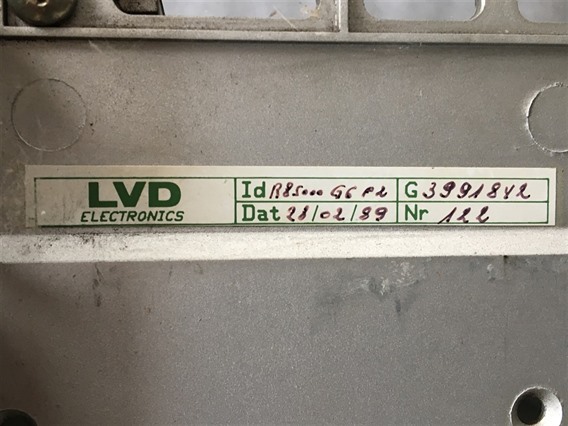 LVD
ELECTRONICS
Id R85000 G6 P2
G 3991842
Dat 28/02/89
Nr 122